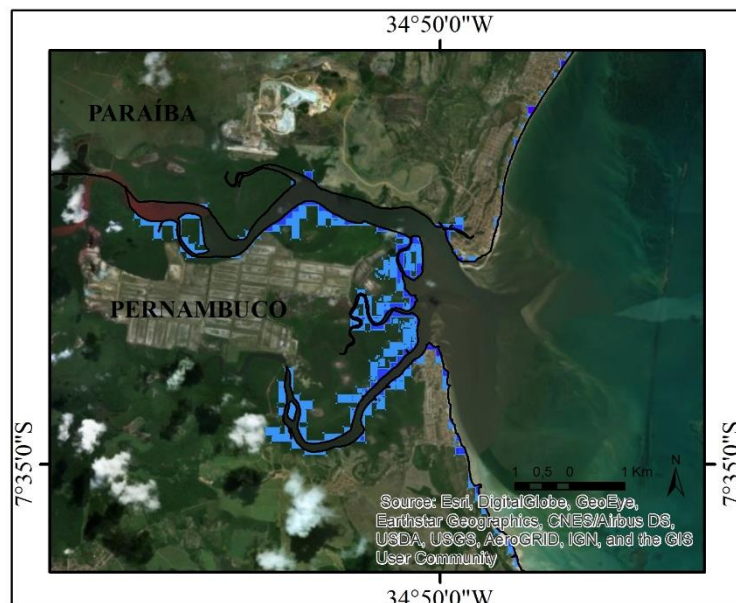 34°50'0"W
PARAÍBA
PERNAMBUCO
7°35'0"S
7°35'0"S
1 0,5 0 1 Km
N
Source: Esri, DigitalGlobe, GeoEye,
Earthstar Geographics, CNES/Airbus DS,
USDA, USGS, AeroGRID, IGN, and the GIS
User Community
34°50'0"W